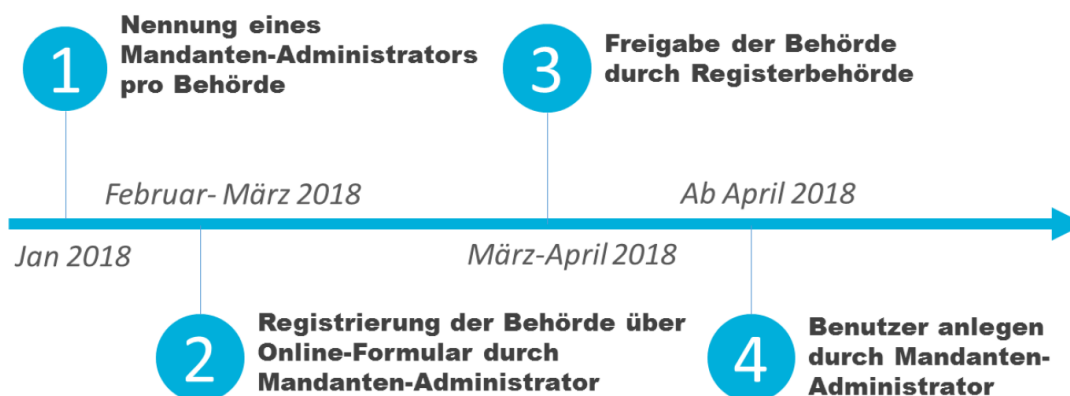 1
Nennung eines
Mandanten-Administrators
pro Behörde
3
Freigabe der Behörde
durch Registerbehörde
Februar- März 2018
Ab April 2018
Jan 2018
März-April 2018
2
Registrierung der Behörde über
Online-Formular durch
Mandanten-Administrator
4
Benutzer anlegen
durch Mandanten-
Administrator